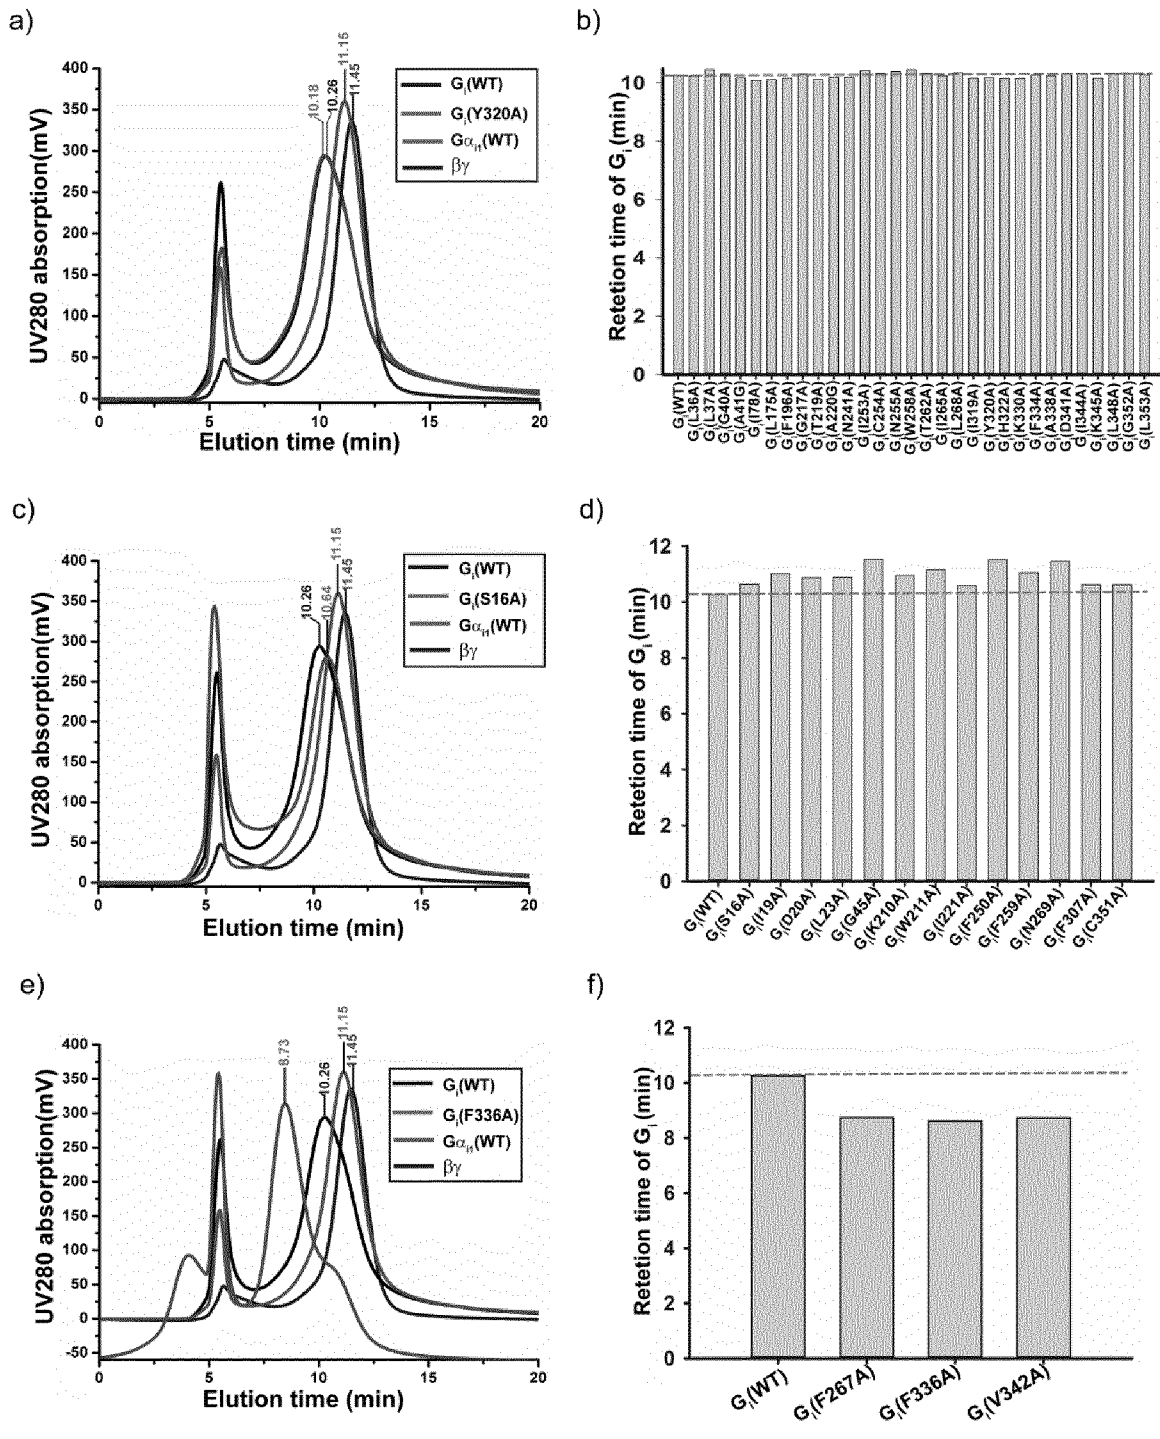 a)
UV280 absorption(mV)
400
350
300
250
200
150
100
50
0
0 5 10 15 20
Elution time (min)
10.18
10.26
11.15
11.45
Gi(WT)
Gi(Y320A)
Gαi1(WT)
βγ
b)
Retetion time of Gi (min)
10
8
6
4
2
0
Gi(WT)
Gi(L36A)
Gi(L37A)
Gi(G40A)
Gi(A41G)
Gi(I78A)
Gi(L175A)
Gi(F196A)
Gi(G217A)
Gi(T219A)
Gi(A220G)
Gi(N241A)
Gi(I253A)
Gi(C254A)
Gi(N255A)
Gi(W258A)
Gi(T262A)
Gi(I265A)
Gi(L268A)
Gi(I319A)
Gi(Y320A)
Gi(H322A)
Gi(K330A)
Gi(F334A)
Gi(A338A)
Gi(D341A)
Gi(I344A)
Gi(K345A)
Gi(L348A)
Gi(G352A)
Gi(L353A)
c)
UV280 absorption(mV)
400
350
300
250
200
150
100
50
0
0 5 10 15 20
Elution time (min)
10.26
10.64
11.15
11.45
Gi(WT)
Gi(S16A)
Gαi1(WT)
βγ
d)
Retetion time of Gi (min)
12
10
8
6
4
2
0
Gi(WT)
Gi(S16A)
Gi(I19A)
Gi(D20A)
Gi(L23A)
Gi(G45A)
Gi(K210A)
Gi(W211A)
Gi(I221A)
Gi(F250A)
Gi(F259A)
Gi(N269A)
Gi(F307A)
Gi(C351A)
e)
UV280 absorption(mV)
400
350
300
250
200
150
100
50
0
-50
0 5 10 15 20
Elution time (min)
8.73
10.26
11.15
11.45
Gi(WT)
Gi(F336A)
Gαi1(WT)
βγ
f)
Retetion time of Gi (min)
12
10
8
6
4
2
0
Gi(WT)
Gi(F267A)
Gi(F336A)
Gi(V342A)